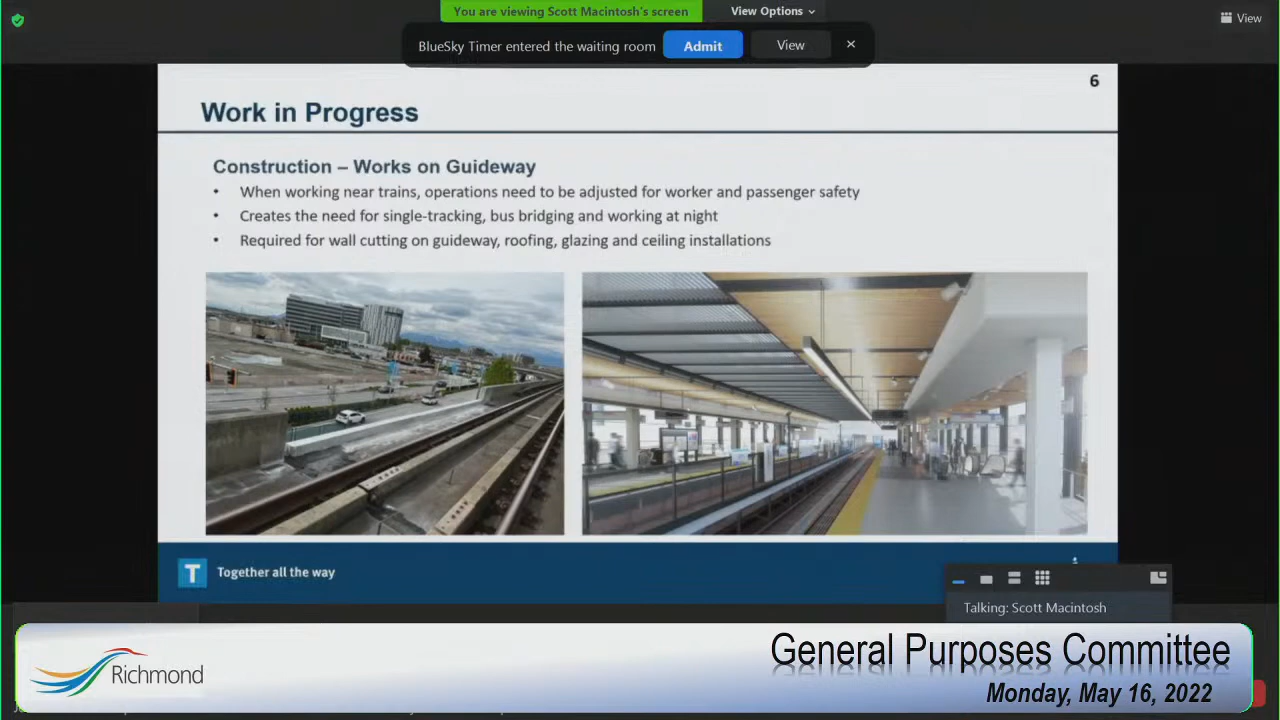 You are viewing Scott Macintosh's screen
View Options
View
BlueSky Timer entered the waiting room
Admit
View
6
Work in Progress
Construction – Works on Guideway
• When working near trains, operations need to be adjusted for worker and passenger safety
• Creates the need for single-tracking, bus bridging and working at night
• Required for wall cutting on guideway, roofing, glazing and ceiling installations
T
Together all the way
Talking: Scott Macintosh
Richmond
General Purposes Committee
Monday, May 16, 2022